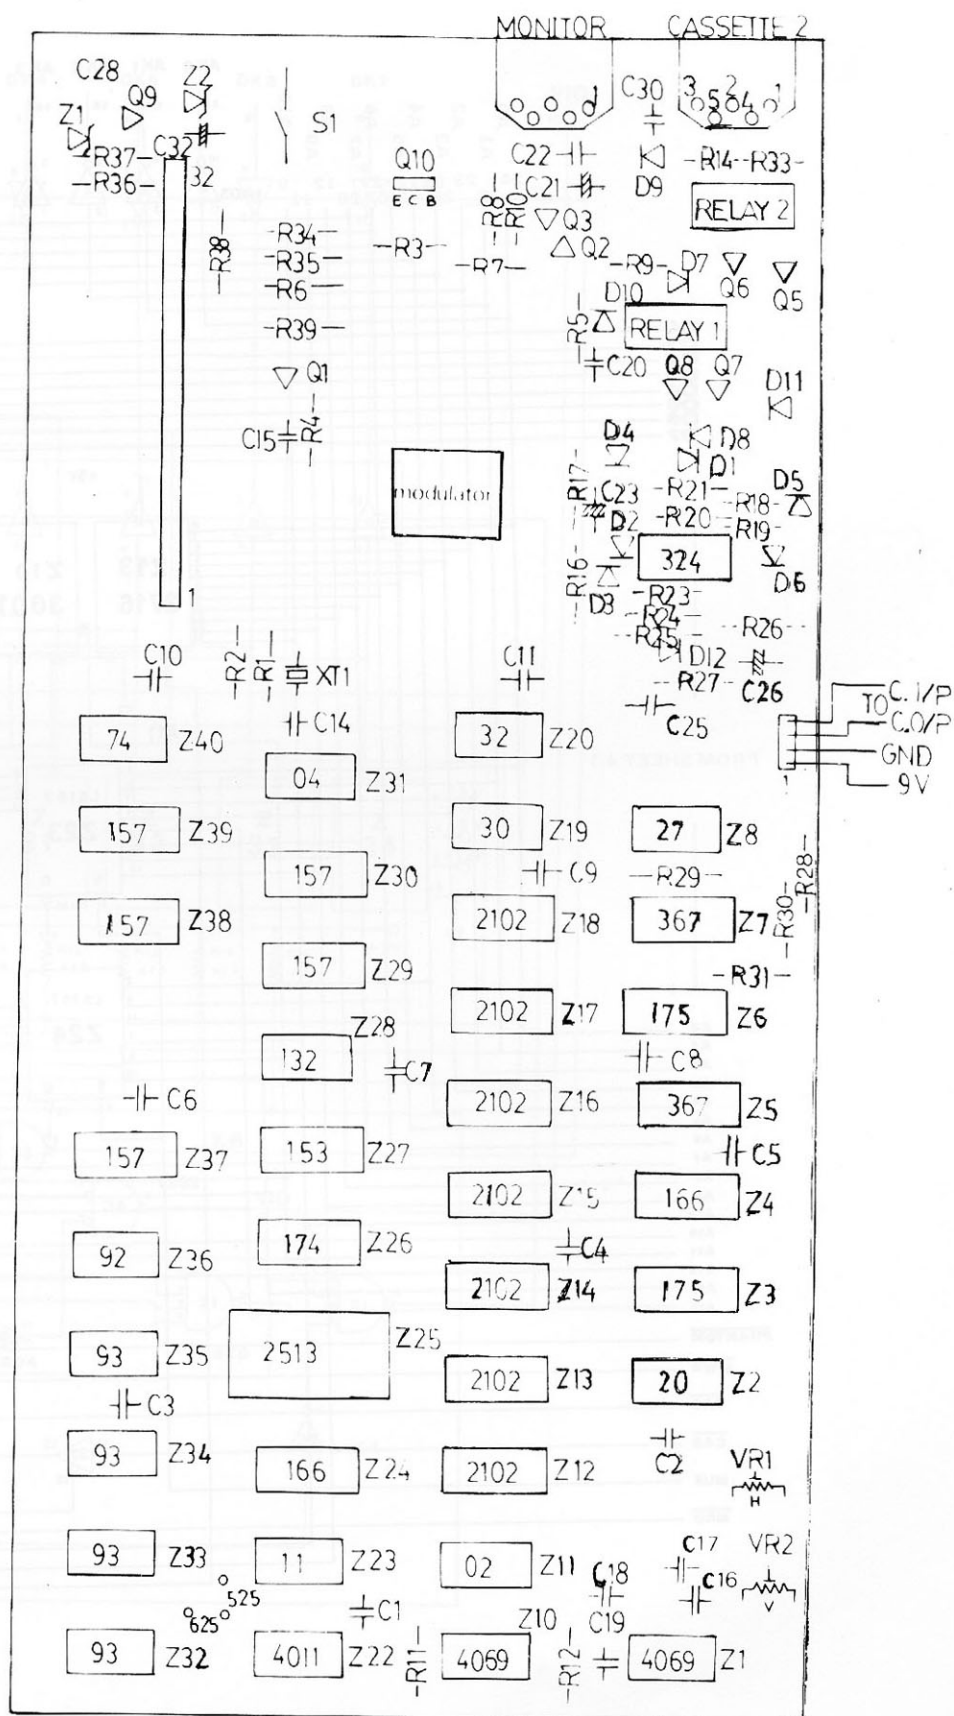 MONITOR CASSETTE 2
C28 Z2
Z1 Q9 S1 1 C30 3 5 2 4 1
R37 C32 Q10 C22 D9 R14 R33
R36 32 E C B C21 RELAY 2
R8 R10 Q3
R38 R34 R3 Q2
R35 R7 R9 D7 Q6 Q5
R6 D10
R39 R5 RELAY 1
Q1 C20 Q8 Q7 D11
C15 R4 D4 D8
modulator R17 D1
C23 R21 R18 D5
D2 R20 R19
R16 324 D6
1 D3 R23
R24
R25 R26
C10 R2 R1 XT1 C11 D12
R27 C26
C14 C25 TO C.I/P
C.O/P
74 Z40 32 Z20 GND
04 Z31 1 9V
157 Z39 30 Z19 27 Z8
157 Z30 C9 R29 R28
157 Z38 2102 Z18 367 Z7 R30
157 Z29 R31
2102 Z17 175 Z6
132 Z28 C7 C8
C6 2102 Z16 367 Z5
157 Z37 153 Z27 C5
2102 Z15 166 Z4
92 Z36 174 Z26 C4
2102 Z14 175 Z3
93 Z35 2513 Z25
C3 2102 Z13 20 Z2
93 Z34 C2 VR1
166 Z24 2102 Z12 H
93 Z33 11 Z23 02 Z11 C17 VR2
525 C18 C16 V
625 C1 Z10 C19
93 Z32 4011 Z22 R11 4069 R12 4069 Z1